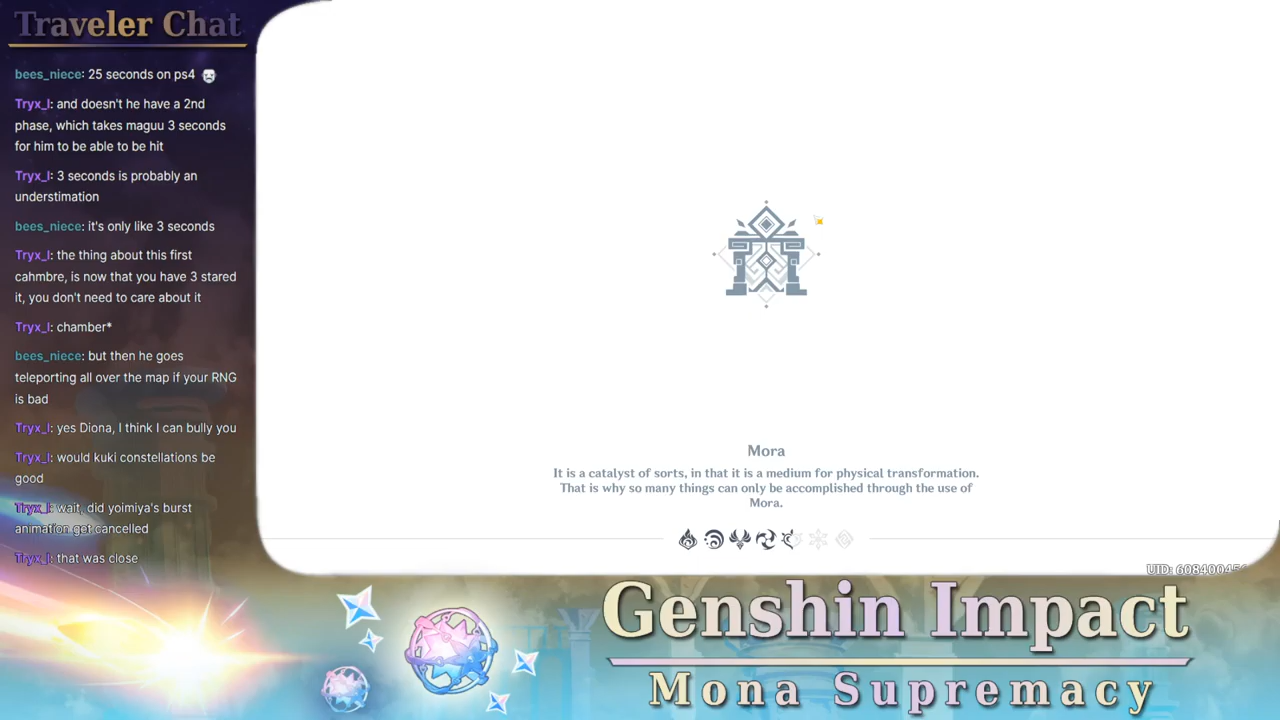 Traveler Chat
bees_niece: 25 seconds on ps4
Tryx_l: and doesn't he have a 2nd
phase, which takes maguu 3 seconds
for him to be able to be hit
Tryx_l: 3 seconds is probably an
understimation
bees_niece: it's only like 3 seconds
Tryx_l: the thing about this first
cahmbre, is now that you have 3 stared
it, you don't need to care about it
Tryx_l: chamber*
bees_niece: but then he goes
teleporting all over the map if your RNG
is bad
Tryx_l: yes Diona, I think I can bully you
Tryx_l: would kuki constellations be
good
Tryx_l: wait, did yoimiya's burst
animation get cancelled
Tryx_l: that was close
Mora
It is a catalyst of sorts, in that it is a medium for physical transformation.
That is why so many things can only be accomplished through the use of
Mora.
UID:
Genshin Impact
Mona Supremacy